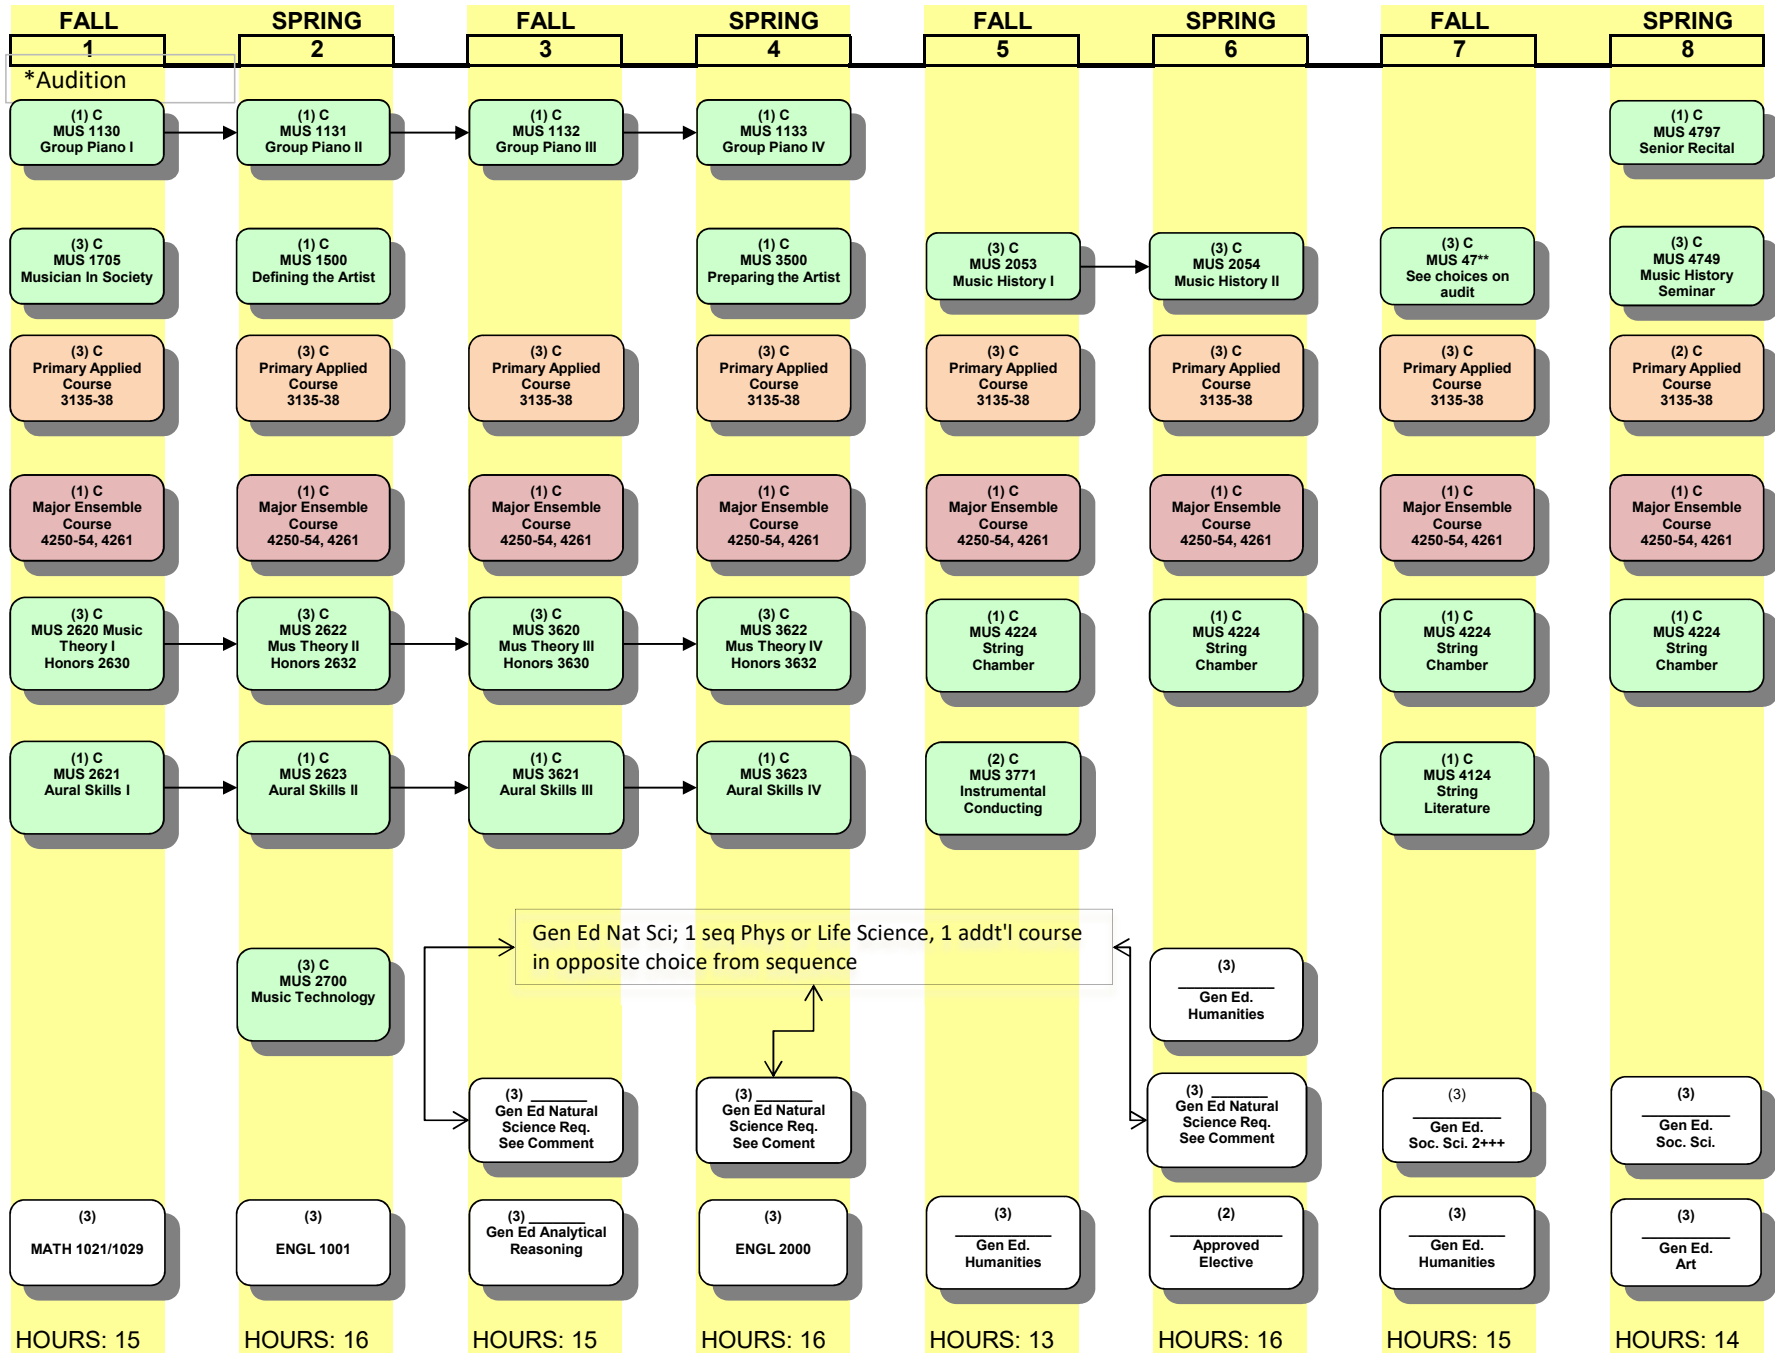 FALL SPRING FALL SPRING FALL SPRING FALL SPRING
1 2 3 4 5 6 7 8
*Audition
(1) C
MUS 1130
Group Piano I
(1) C
MUS 1131
Group Piano II
(1) C
MUS 1132
Group Piano III
(1) C
MUS 1133
Group Piano IV
(1) C
MUS 4797
Senior Recital
(3) C
MUS 1705
Musician In Society
(1) C
MUS 1500
Defining the Artist
(1) C
MUS 3500
Preparing the Artist
(3) C
MUS 2053
Music History I
(3) C
MUS 2054
Music History II
(3) C
MUS 47**
See choices on
audit
(3) C
MUS 4749
Music History
Seminar
(3) C
Primary Applied
Course
3135-38
(3) C
Primary Applied
Course
3135-38
(3) C
Primary Applied
Course
3135-38
(3) C
Primary Applied
Course
3135-38
(3) C
Primary Applied
Course
3135-38
(3) C
Primary Applied
Course
3135-38
(3) C
Primary Applied
Course
3135-38
(2) C
Primary Applied
Course
3135-38
(1) C
Major Ensemble
Course
4250-54, 4261
(1) C
Major Ensemble
Course
4250-54, 4261
(1) C
Major Ensemble
Course
4250-54, 4261
(1) C
Major Ensemble
Course
4250-54, 4261
(1) C
Major Ensemble
Course
4250-54, 4261
(1) C
Major Ensemble
Course
4250-54, 4261
(1) C
Major Ensemble
Course
4250-54, 4261
(1) C
Major Ensemble
Course
4250-54, 4261
(3) C
MUS 2620 Music
Theory I
Honors 2630
(3) C
MUS 2622
Mus Theory II
Honors 2632
(3) C
MUS 3620
Mus Theory III
Honors 3630
(3) C
MUS 3622
Mus Theory IV
Honors 3632
(1) C
MUS 4224
String
Chamber
(1) C
MUS 4224
String
Chamber
(1) C
MUS 4224
String
Chamber
(1) C
MUS 4224
String
Chamber
(1) C
MUS 2621
Aural Skills I
(1) C
MUS 2623
Aural Skills II
(1) C
MUS 3621
Aural Skills III
(1) C
MUS 3623
Aural Skills IV
(2) C
MUS 3771
Instrumental
Conducting
(1) C
MUS 4124
String
Literature
(3) C
MUS 2700
Music Technology
Gen Ed Nat Sci; 1 seq Phys or Life Science, 1 addt'l course
in opposite choice from sequence
(3)
Gen Ed.
Humanities
(3) _______
Gen Ed Natural
Science Req.
See Comment
(3) _______
Gen Ed Natural
Science Req.
See Coment
(3) _______
Gen Ed Natural
Science Req.
See Comment
(3)
Gen Ed.
Soc. Sci. 2+++
(3)
Gen Ed.
Soc. Sci.
(3)
MATH 1021/1029
(3)
ENGL 1001
(3) _______
Gen Ed Analytical
Reasoning
(3)
ENGL 2000
(3)
Gen Ed.
Humanities
(2)
Approved
Elective
(3)
Gen Ed.
Humanities
(3)
Gen Ed.
Art
HOURS: 15 HOURS: 16 HOURS: 15 HOURS: 16 HOURS: 13 HOURS: 16 HOURS: 15 HOURS: 14